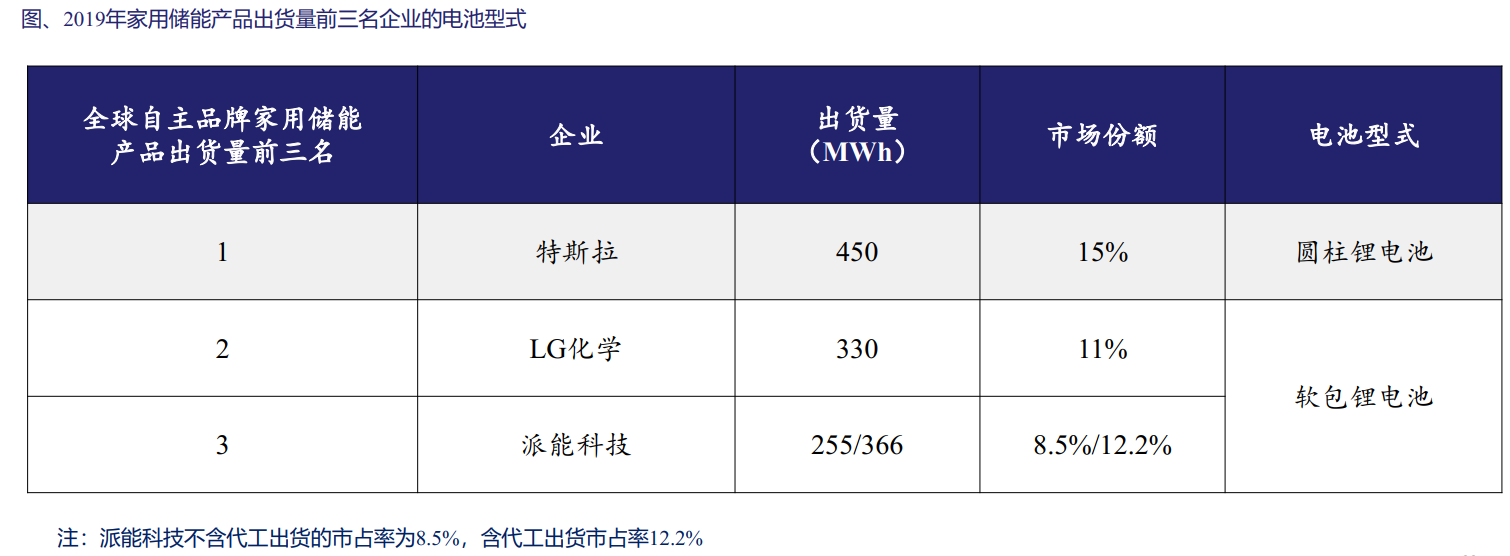 图、2019年家用储能产品出货量前三名企业的电池型式
全球自主品牌家用储能
产品出货量前三名
企业
出货量
（MWh）
市场份额
电池型式
1
特斯拉
450
15%
圆柱锂电池
2
LG化学
330
11%
软包锂电池
3
派能科技
255/366
8.5%/12.2%
注：派能科技不含代工出货的市占率为8.5%，含代工出货市占率12.2%